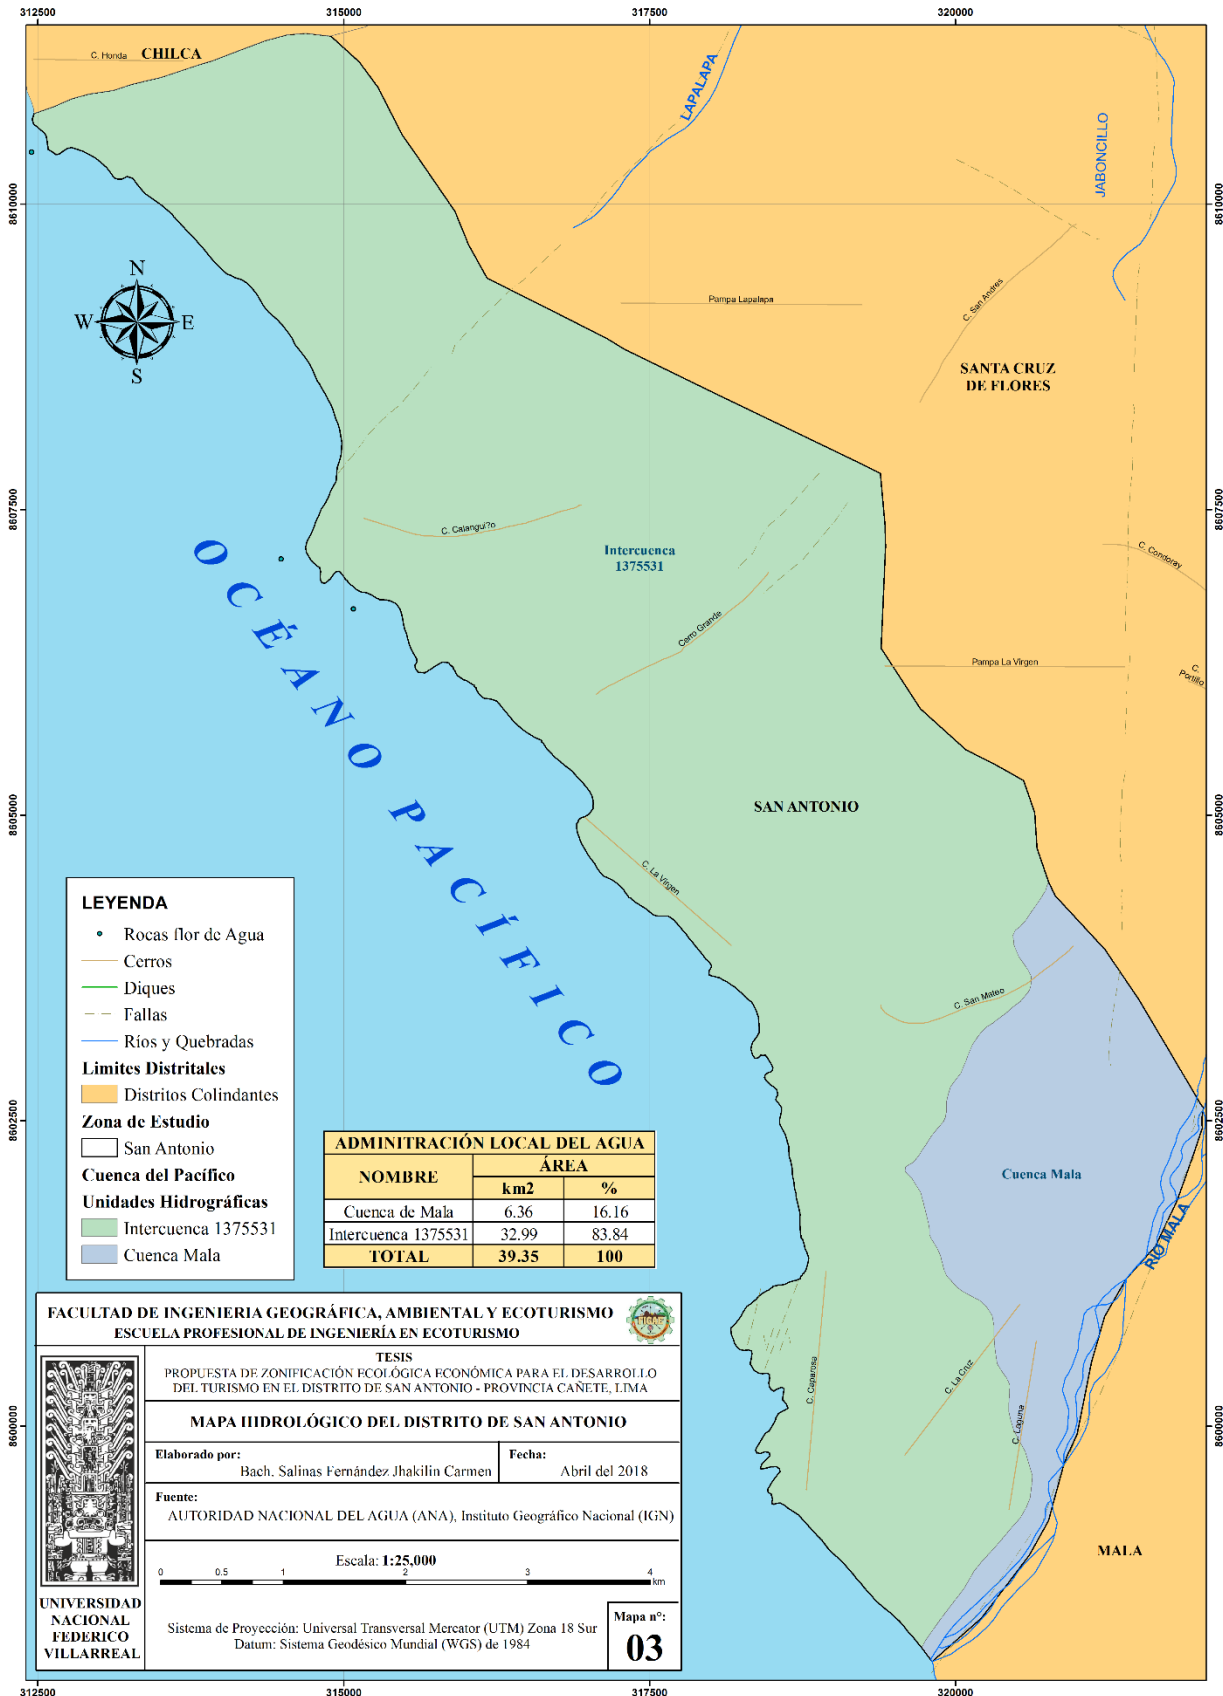 312500
315000
317500
320000
C. Honda
CHILCA
LAPALAPA
JABONCILLO
8610000
8610000
N
W
E
S
Pampa Lapalapa
C. San Andres
SANTA CRUZ
DE FLORES
8607500
8607500
C. Calangui?o
Intercuenca
1375531
C. Condoray
Cerro Grande
Pampa La Virgen
C.
Portillo
OCÉANO PACÍFICO
SAN ANTONIO
8605000
8605000
C. La Virgen
C. San Mateo
LEYENDA
Rocas flor de Agua
Cerros
Diques
Fallas
Ríos y Quebradas
Limites Distritales
Distritos Colindantes
Zona de Estudio
San Antonio
Cuenca del Pacífico
Unidades Hidrográficas
Intercuenca 1375531
Cuenca Mala
8602500
8602500
ADMINITRACIÓN LOCAL DEL AGUA
NOMBRE
ÁREA
km2 %
Cuenca de Mala 6.36 16.16
Intercuenca 1375531 32.99 83.84
TOTAL 39.35 100
Cuenca Mala
RIO MALA
C. Caparosa
C. La Cruz
C. Laguna
8600000
8600000
MALA
FACULTAD DE INGENIERIA GEOGRÁFICA, AMBIENTAL Y ECOTURISMO
ESCUELA PROFESIONAL DE INGENIERÍA EN ECOTURISMO
FIGAE
TESIS
PROPUESTA DE ZONIFICACIÓN ECOLÓGICA ECONÓMICA PARA EL DESARROLLO
DEL TURISMO EN EL DISTRITO DE SAN ANTONIO - PROVINCIA CAÑETE, LIMA
MAPA HIDROLÓGICO DEL DISTRITO DE SAN ANTONIO
Elaborado por:
Bach. Salinas Fernández Jhakilin Carmen
Fecha:
Abril del 2018
Fuente:
AUTORIDAD NACIONAL DEL AGUA (ANA), Instituto Geográfico Nacional (IGN)
Escala: 1:25,000
0 0.5 1 2 3 4
km
UNIVERSIDAD
NACIONAL
FEDERICO
VILLARREAL
Sistema de Proyección: Universal Transversal Mercator (UTM) Zona 18 Sur
Datum: Sistema Geodésico Mundial (WGS) de 1984
Mapa n°:
03
312500
315000
317500
320000